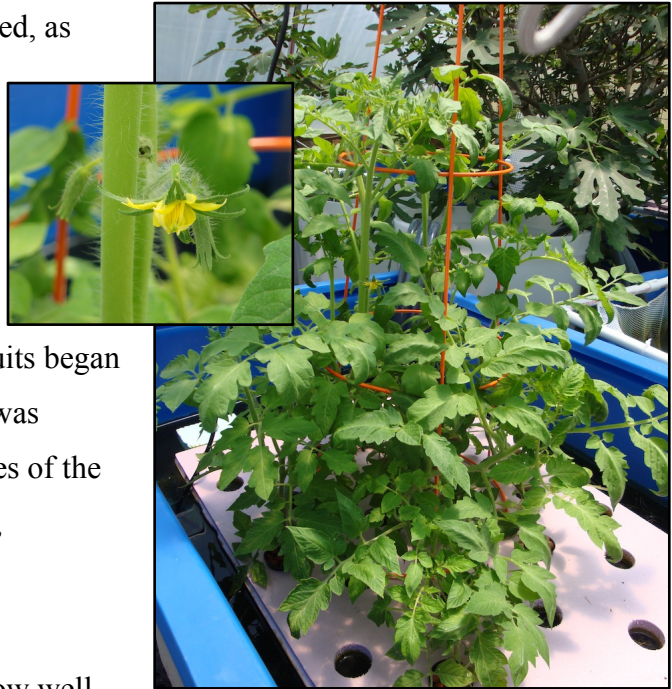 ed, as
uits began
was
es of the
ow well